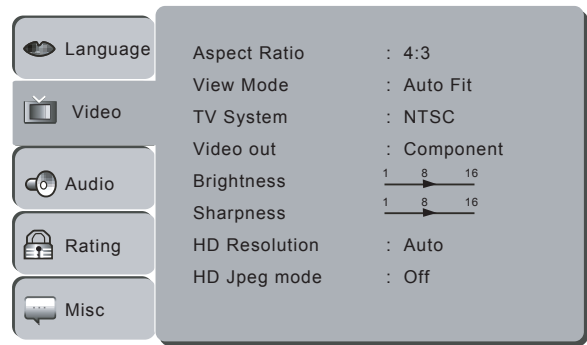 Language
Video
Audio
Rating
Misc
Aspect Ratio : 4:3
View Mode : Auto Fit
TV System : NTSC
Video out : Component
Brightness 1 8 16
Sharpness 1 8 16
HD Resolution : Auto
HD Jpeg mode : Off